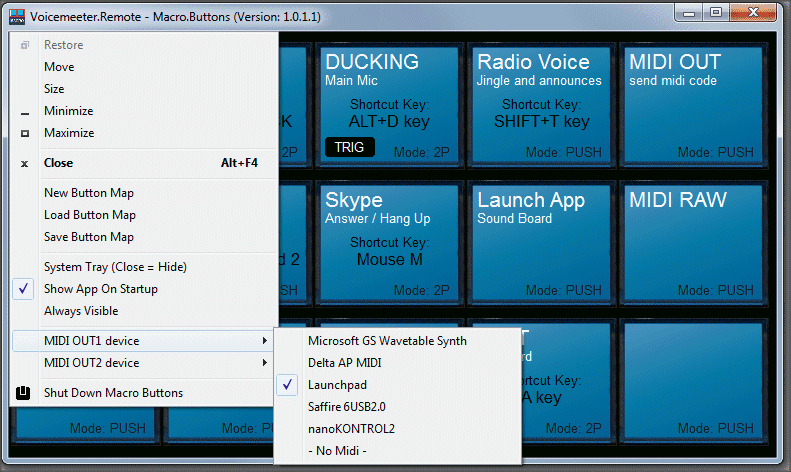 Voicemeeter.Remote - Macro.Buttons (Version: 1.0.1.1)
MACRO
Restore
Move
Size
Minimize
Maximize
Close Alt+F4
New Button Map
Load Button Map
Save Button Map
System Tray (Close = Hide)
Show App On Startup
Always Visible
MIDI OUT1 device
MIDI OUT2 device
Shut Down Macro Buttons
Microsoft GS Wavetable Synth
Delta AP MIDI
Launchpad
Saffire 6USB2.0
nanoKONTROL2
- No Midi -
K
2P
DUCKING
Main Mic
Shortcut Key:
ALT+D key
TRIG
Mode: 2P
Radio Voice
Jingle and announces
Shortcut Key:
SHIFT+T key
Mode: PUSH
MIDI OUT
send midi code
Mode: PUSH
d 2
SH
Skype
Answer / Hang Up
Shortcut Key:
Mouse M
Mode: 2P
Launch App
Sound Board
Mode: PUSH
MIDI RAW
Mode: PUSH
Mode: PUSH
Mode: PUSH
T
rd
rtcut Key:
A key
Mode: 2P
Mode: PUSH